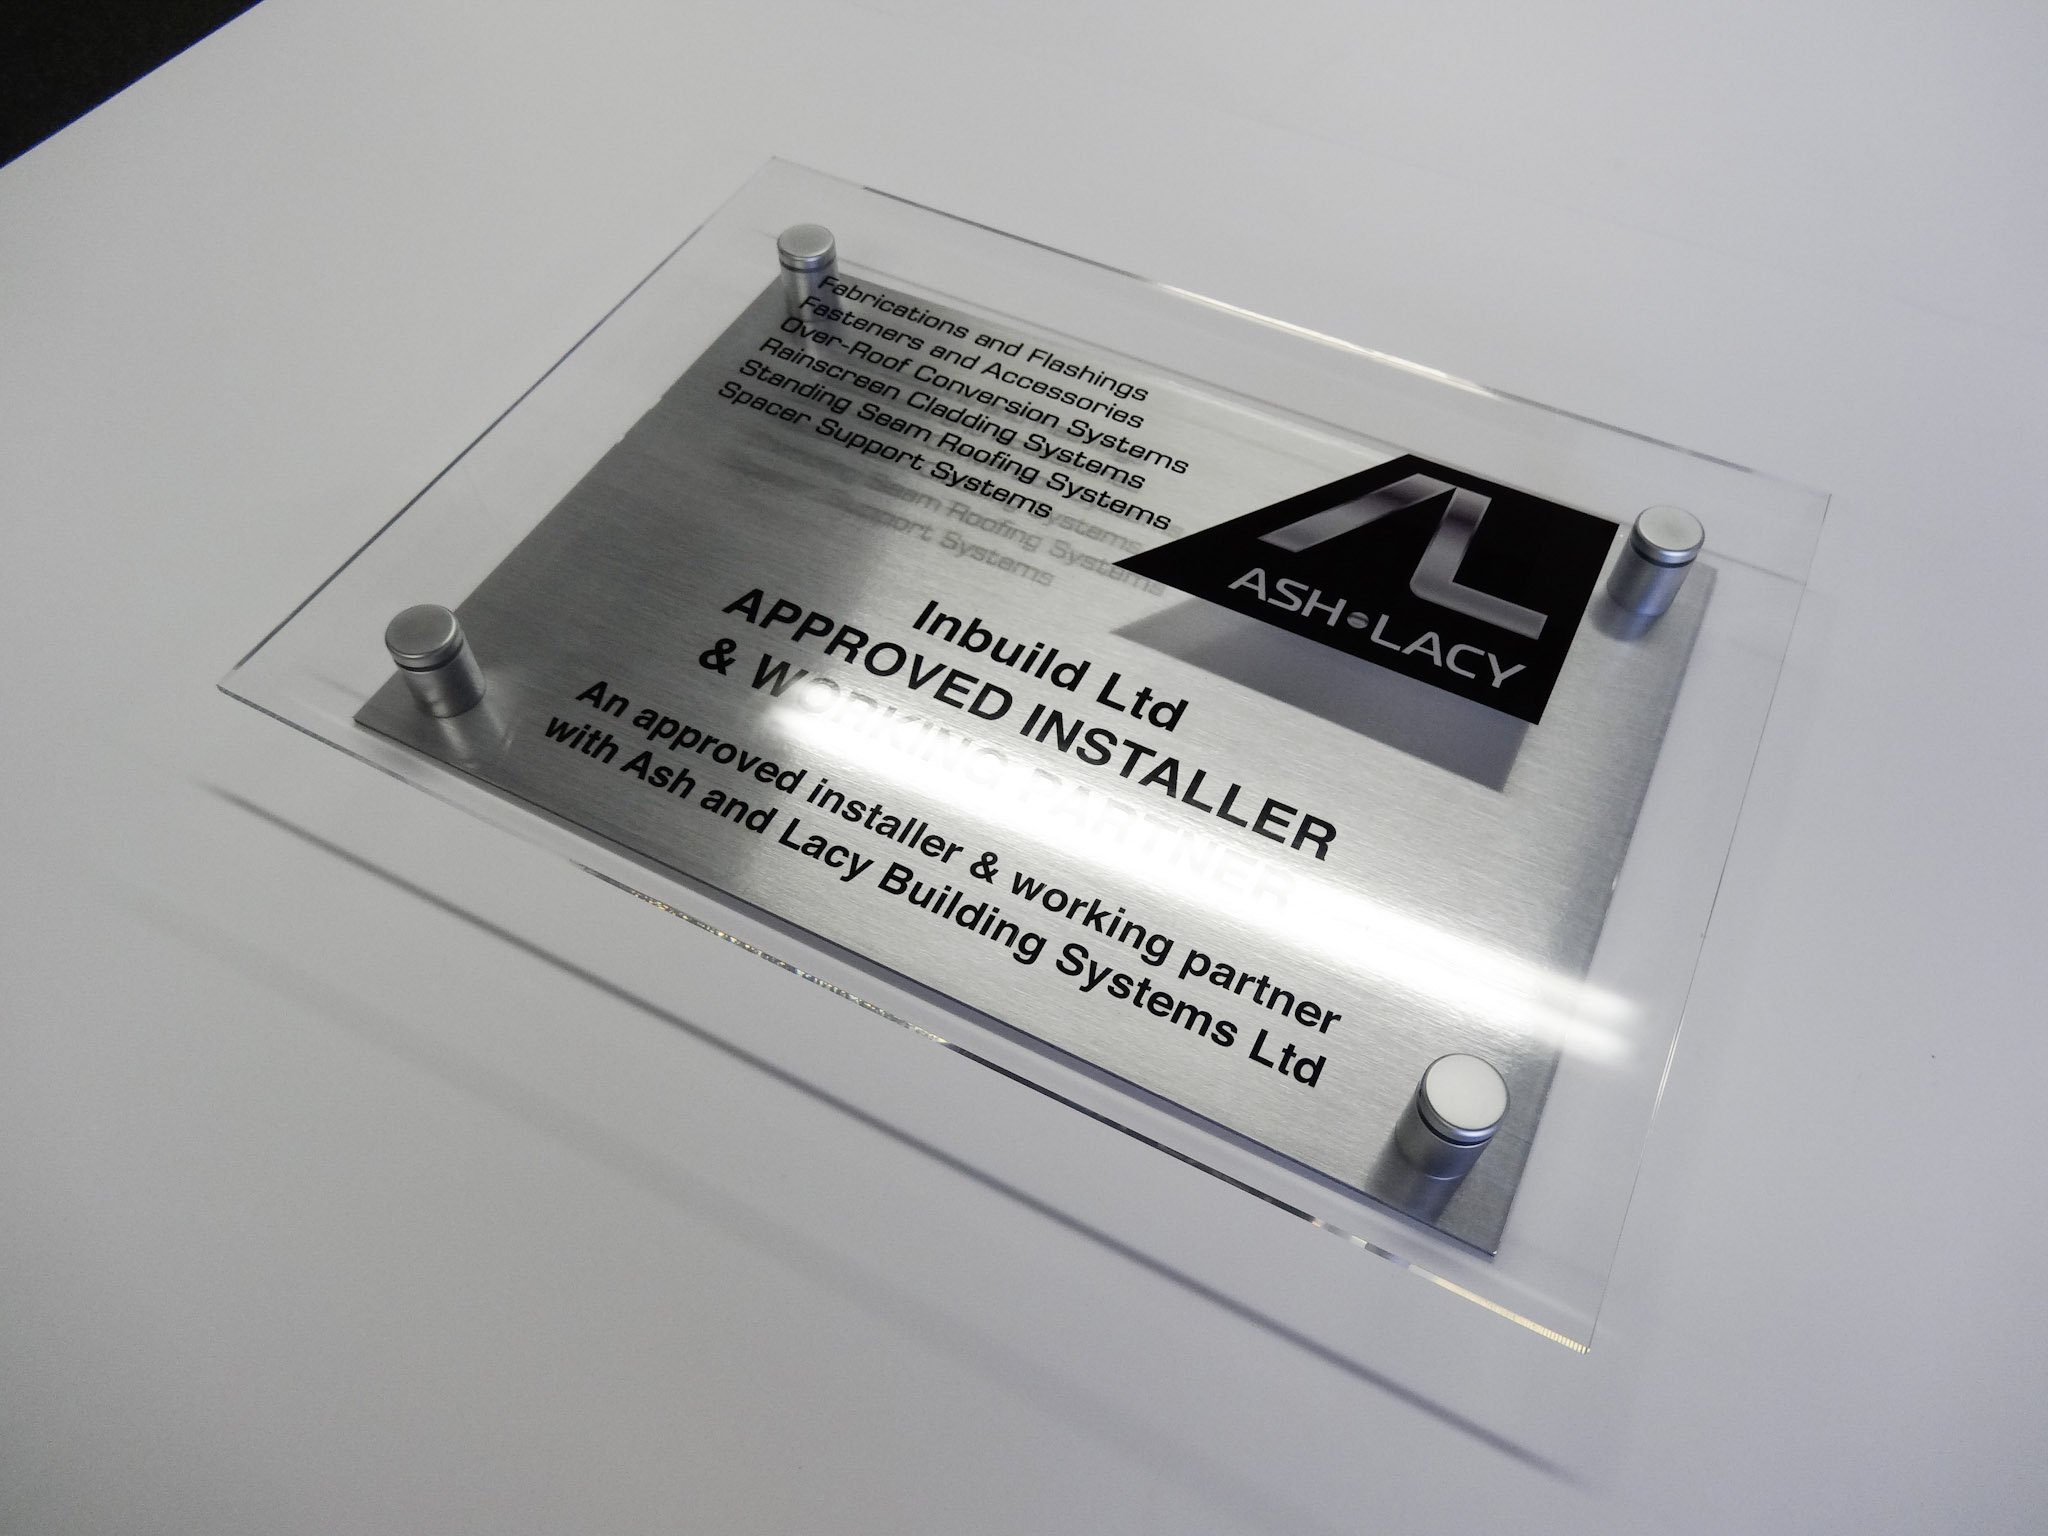 Fabrications and Flashings
Fasteners and Accessories
Over-Roof Conversion Systems
Rainscreen Cladding Systems
Standing Seam Roofing Systems
Spacer Support Systems
AL
ASH•LACY
Inbuild Ltd
APPROVED INSTALLER
& WORKING PARTNER
An approved installer & working partner
with Ash and Lacy Building Systems Ltd